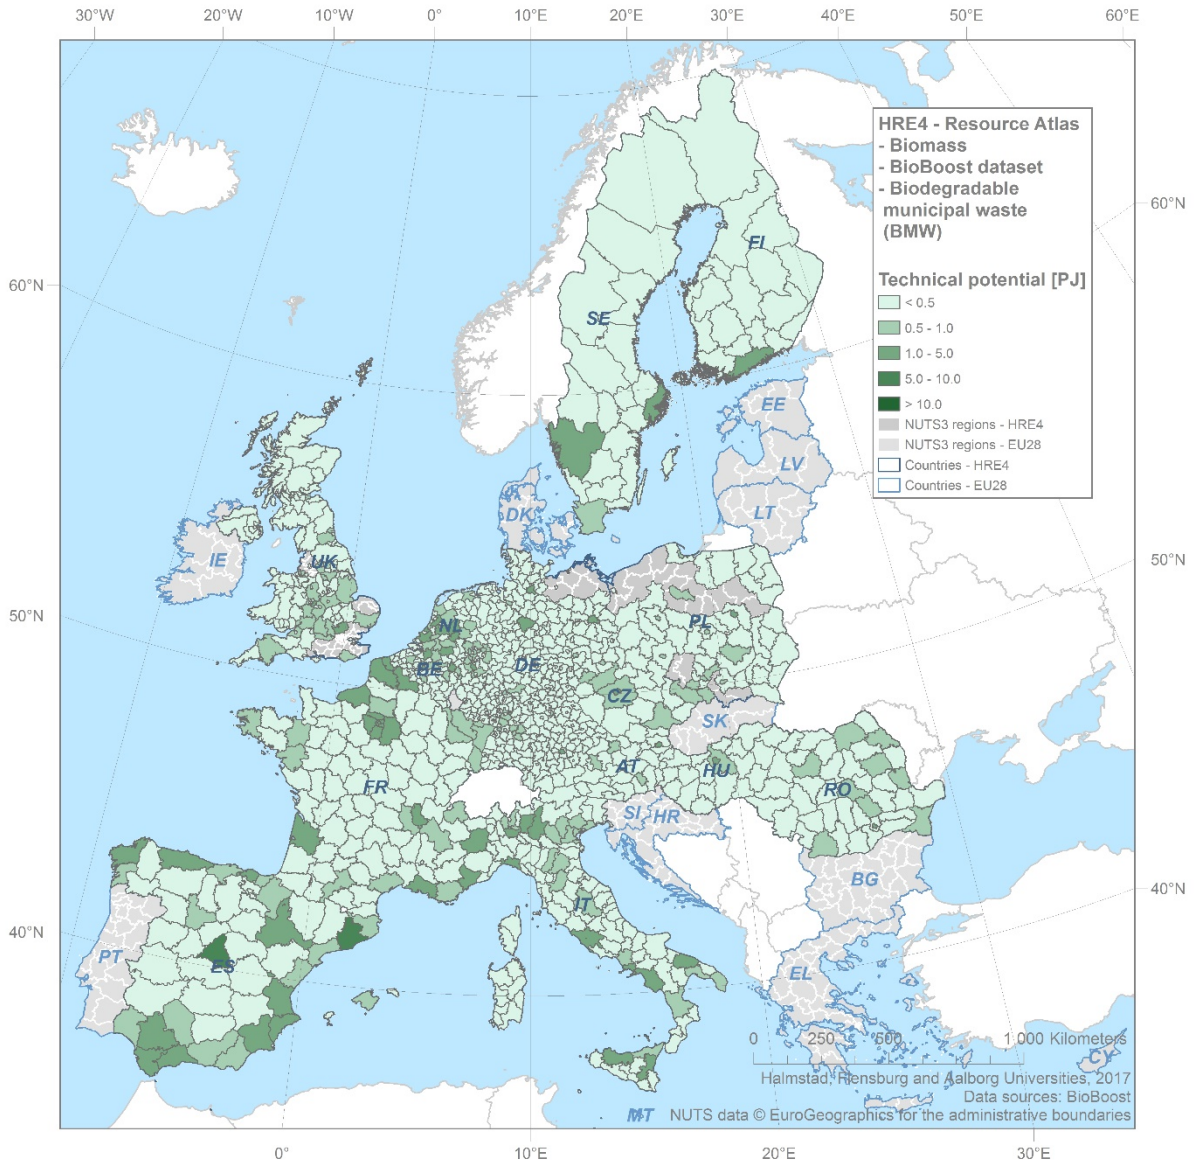 30°W 20°W 10°W 0° 10°E 20°E 30°E 40°E 50°E 60°E
HRE4 - Resource Atlas
- Biomass
- BioBoost dataset
- Biodegradable
municipal waste
(BMW)
Technical potential [PJ]
< 0.5
0.5 - 1.0
1.0 - 5.0
5.0 - 10.0
> 10.0
NUTS3 regions - HRE4
NUTS3 regions - EU28
Countries - HRE4
Countries - EU28
60°N
60°N
50°N
50°N
40°N
40°N
FI
SE
EE
LV
LT
DK
IE
UK
NL
PL
BE
DE
CZ
SK
AT
HU
FR
RO
SI
HR
BG
IT
PT
ES
EL
CY
MT
0 250 500 1 000 Kilometers
Halmstad, Flensburg and Aalborg Universities, 2017
Data sources: BioBoost
NUTS data © EuroGeographics for the administrative boundaries
0° 10°E 20°E 30°E